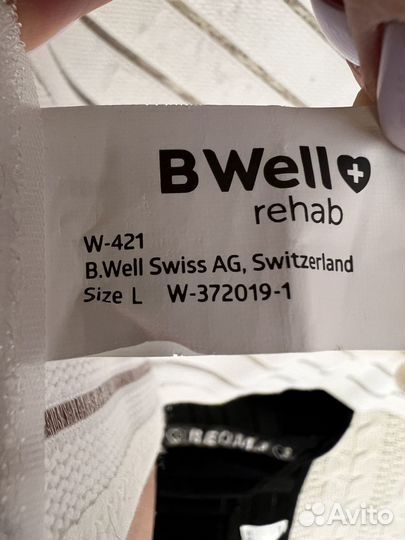 B Well
rehab
W-421
B.Well Swiss AG, Switzerland
Size L W-372019-1
Avito